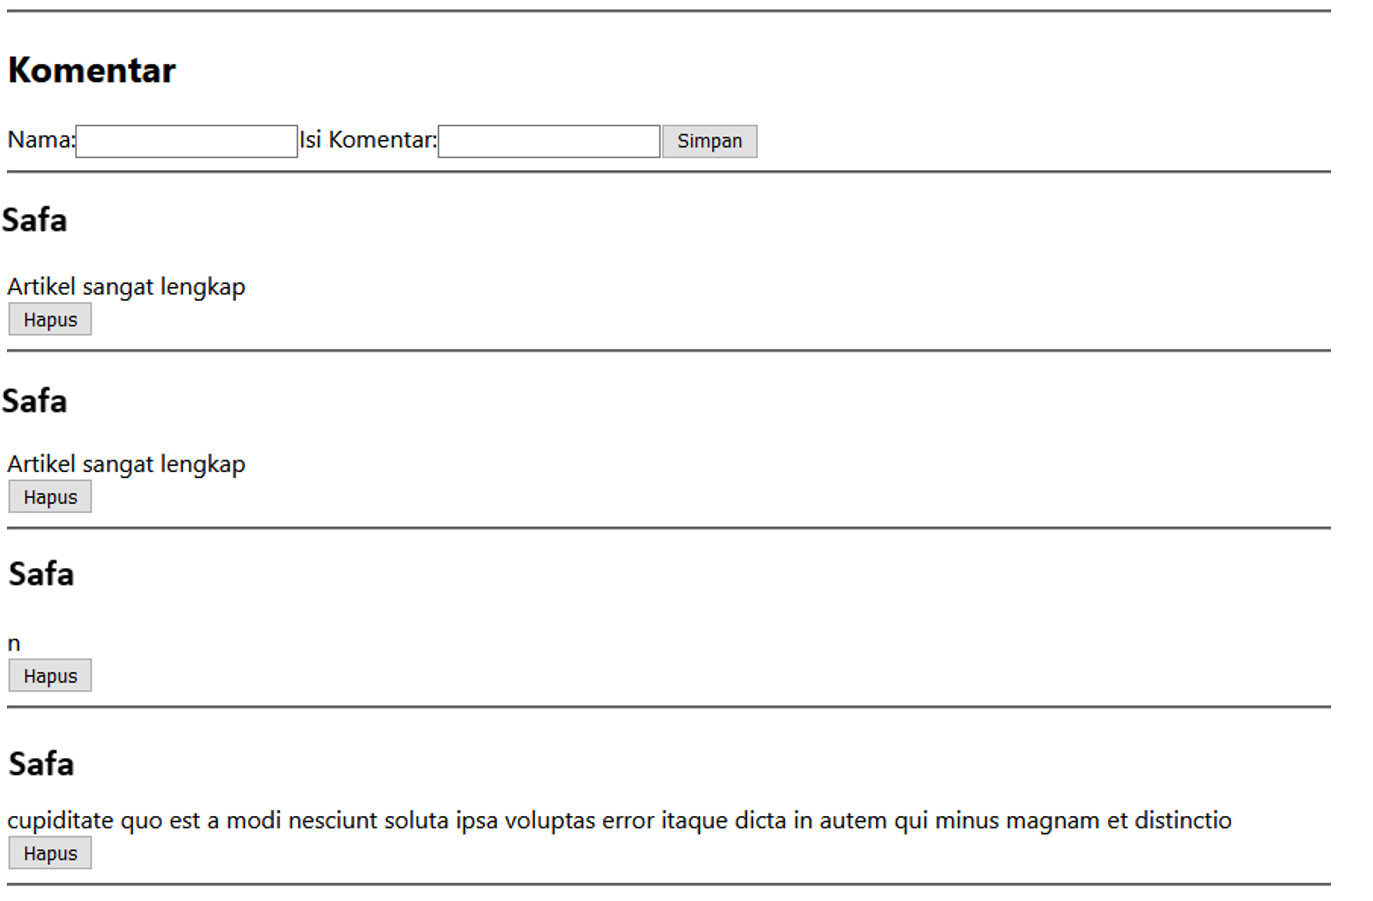 Komentar
Nama: Isi Komentar: Simpan
Safa
Artikel sangat lengkap
Hapus
Safa
Artikel sangat lengkap
Hapus
Safa
n
Hapus
Safa
cupiditate quo est a modi nesciunt soluta ipsa voluptas error itaque dicta in autem qui minus magnam et distinctio
Hapus